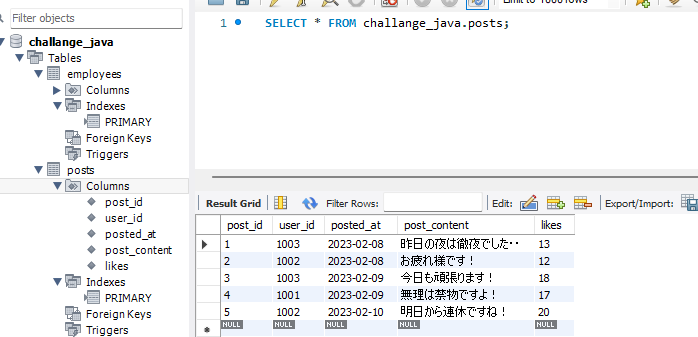 Filter objects
challange_java
Tables
employees
Columns
Indexes
PRIMARY
Foreign Keys
Triggers
posts
Columns
post_id
user_id
posted_at
post_content
likes
Indexes
PRIMARY
Foreign Keys
Triggers
1 SELECT * FROM challange_java.posts;
Result Grid Filter Rows: Edit: Export/Import:
post_id user_id posted_at post_content likes
1 1003 2023-02-08 昨日の夜は徹夜でした・・ 13
2 1002 2023-02-08 お疲れ様です！ 12
3 1003 2023-02-09 今日も頑張ります！ 18
4 1001 2023-02-09 無理は禁物ですよ！ 17
5 1002 2023-02-10 明日から連休ですね！ 20
NULL NULL NULL NULL NULL